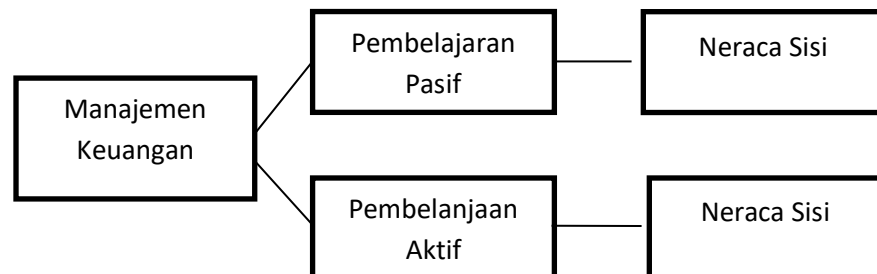 Manajemen
Keuangan
Pembelajaran
Pasif
Neraca Sisi
Pembelanjaan
Aktif
Neraca Sisi